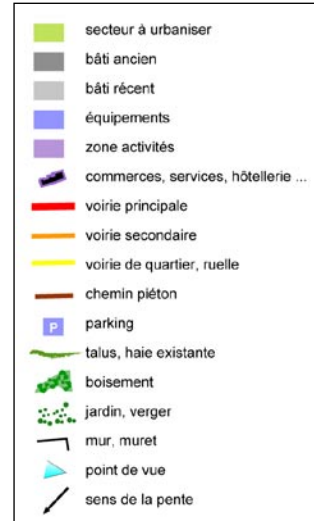 secteur à urbaniser
bâti ancien
bâti récent
équipements
zone activités
commerces, services, hôtellerie ...
voirie principale
voirie secondaire
voirie de quartier, ruelle
chemin piéton
P parking
talus, haie existante
boisement
jardin, verger
mur, muret
point de vue
sens de la pente